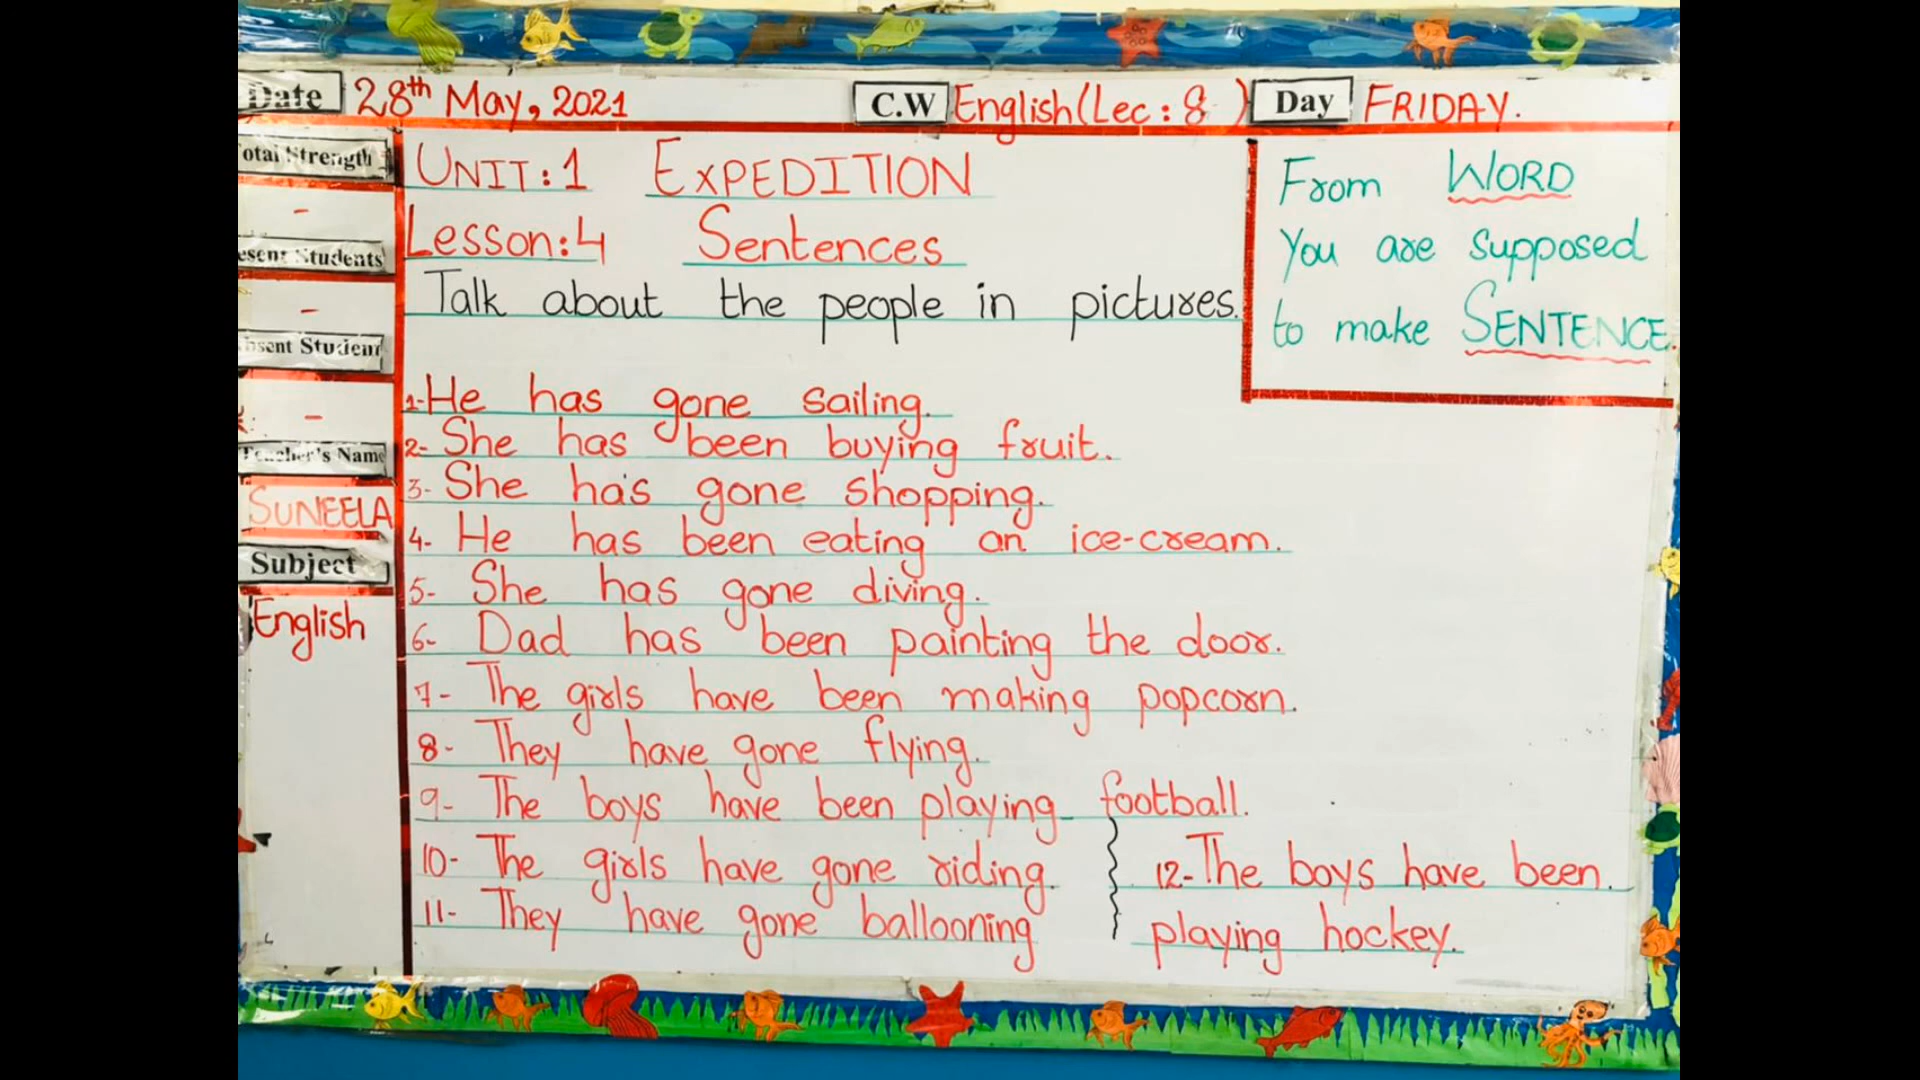 Date 28th May, 2021 C.W English (Lec: 8 ) Day FRIDAY.
otal Strength
-
esent Students
-
bsent Student
-
Teacher's Name
SUNEELA
Subject
English
UNIT:1 EXPEDITION
Lesson:4 Sentences
Talk about the people in pictures.
From WORD
You are supposed
to make SENTENCE.
1- He has gone sailing.
2- She has been buying fruit.
3- She has gone shopping.
4- He has been eating an ice-cream.
5- She has gone diving.
6- Dad has been painting the door.
7- The girls have been making popcorn.
8- They have gone flying.
9- The boys have been playing football.
10- The girls have gone riding.
11- They have gone ballooning
12- The boys have been
playing hockey.